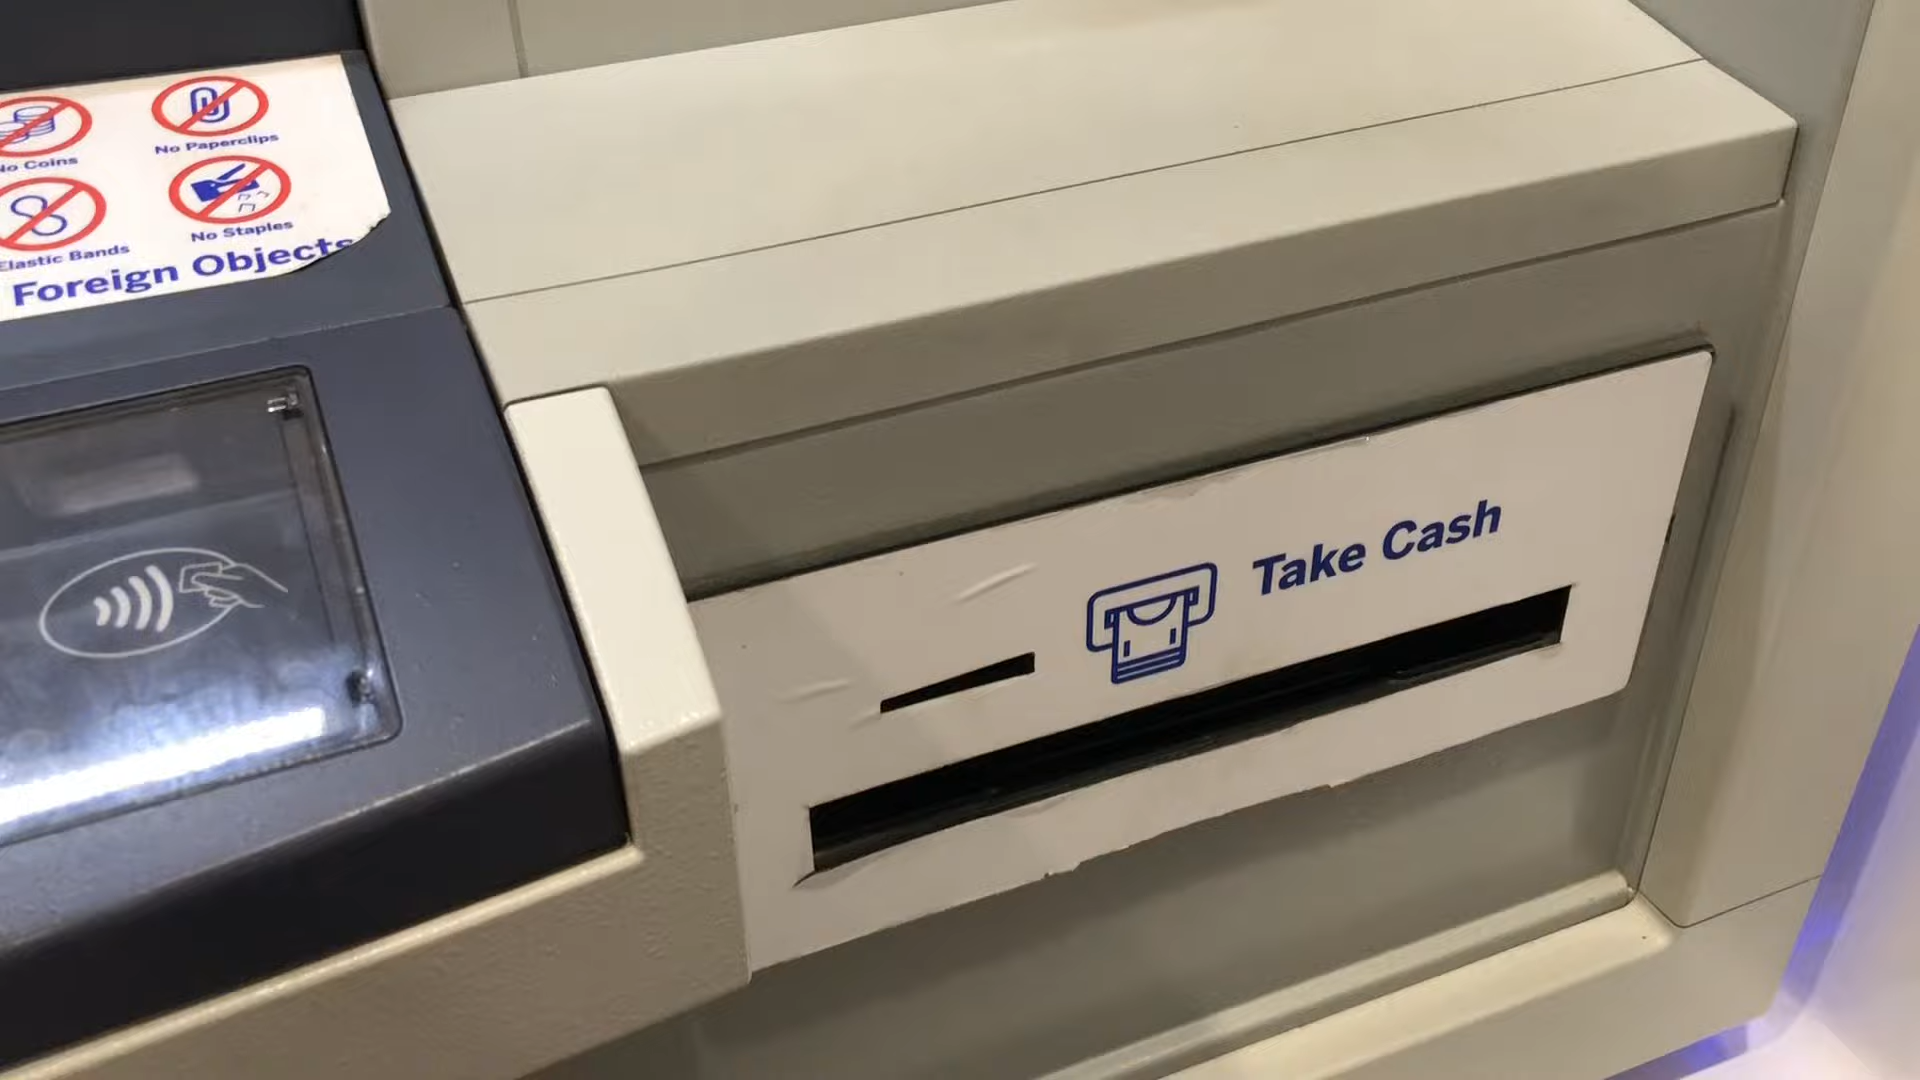 No Coins
No Paperclips
Elastic Bands
No Staples
Foreign Objects
Take Cash